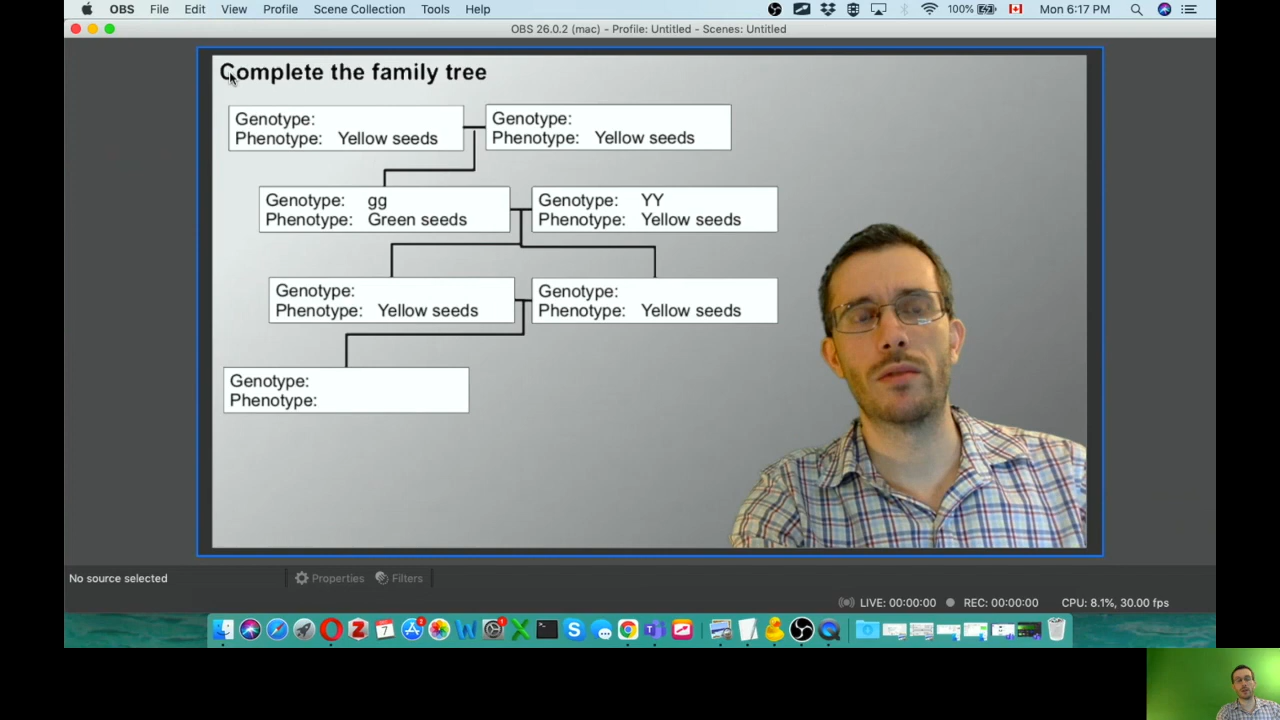 OBS File Edit View Profile Scene Collection Tools Help 100% Mon 6:17 PM
OBS 26.0.2 (mac) - Profile: Untitled - Scenes: Untitled
Complete the family tree
Genotype:
Phenotype: Yellow seeds
Genotype:
Phenotype: Yellow seeds
Genotype: gg
Phenotype: Green seeds
Genotype: YY
Phenotype: Yellow seeds
Genotype:
Phenotype: Yellow seeds
Genotype:
Phenotype: Yellow seeds
Genotype:
Phenotype:
No source selected Properties Filters
LIVE: 00:00:00 REC: 00:00:00 CPU: 8.1%, 30.00 fps